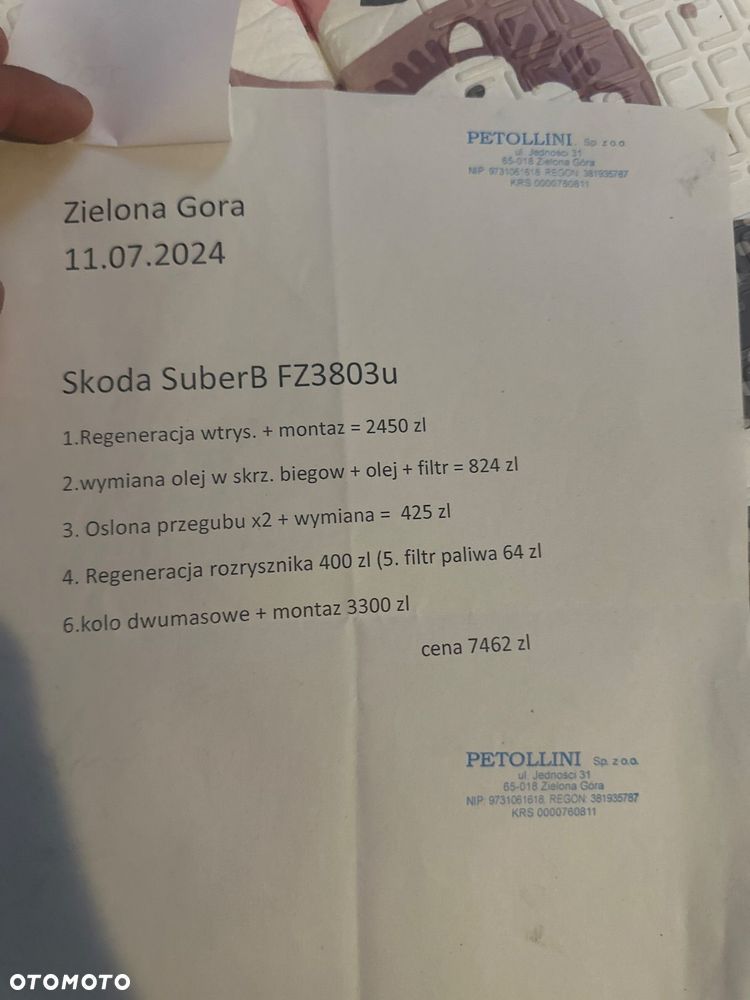 PETOLLINI Sp. z o.o.
ul. Jedności 31
65-018 Zielona Góra
NIP: 9731061618, REGON: 381935787
KRS 0000760811
Zielona Gora
11.07.2024
Skoda SuberB FZ3803u
1.Regeneracja wtrys. + montaz = 2450 zl
2.wymiana olej w skrz. biegow + olej + filtr = 824 zl
3. Oslona przegubu x2 + wymiana = 425 zl
4. Regeneracja rozrysznika 400 zl (5. filtr paliwa 64 zl
6.kolo dwumasowe + montaz 3300 zl
cena 7462 zl
PETOLLINI Sp. z o.o.
ul. Jedności 31
65-018 Zielona Góra
NIP: 9731061618, REGON: 381935787
KRS 0000760811
OTOMOTO